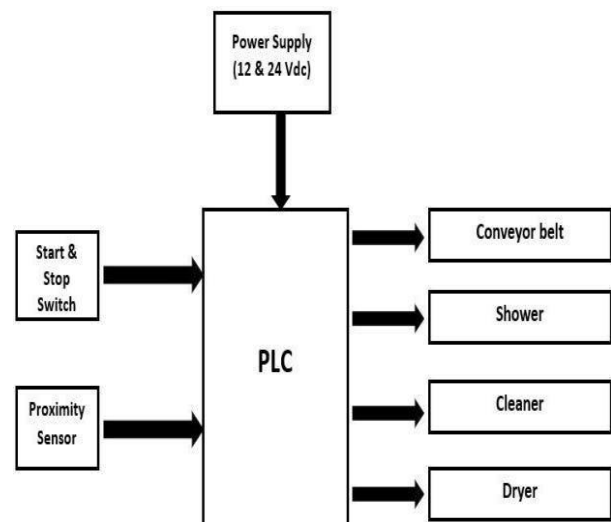 Power Supply
(12 & 24 Vdc)
Start &
Stop
Switch
Proximity
Sensor
PLC
Conveyor belt
Shower
Cleaner
Dryer